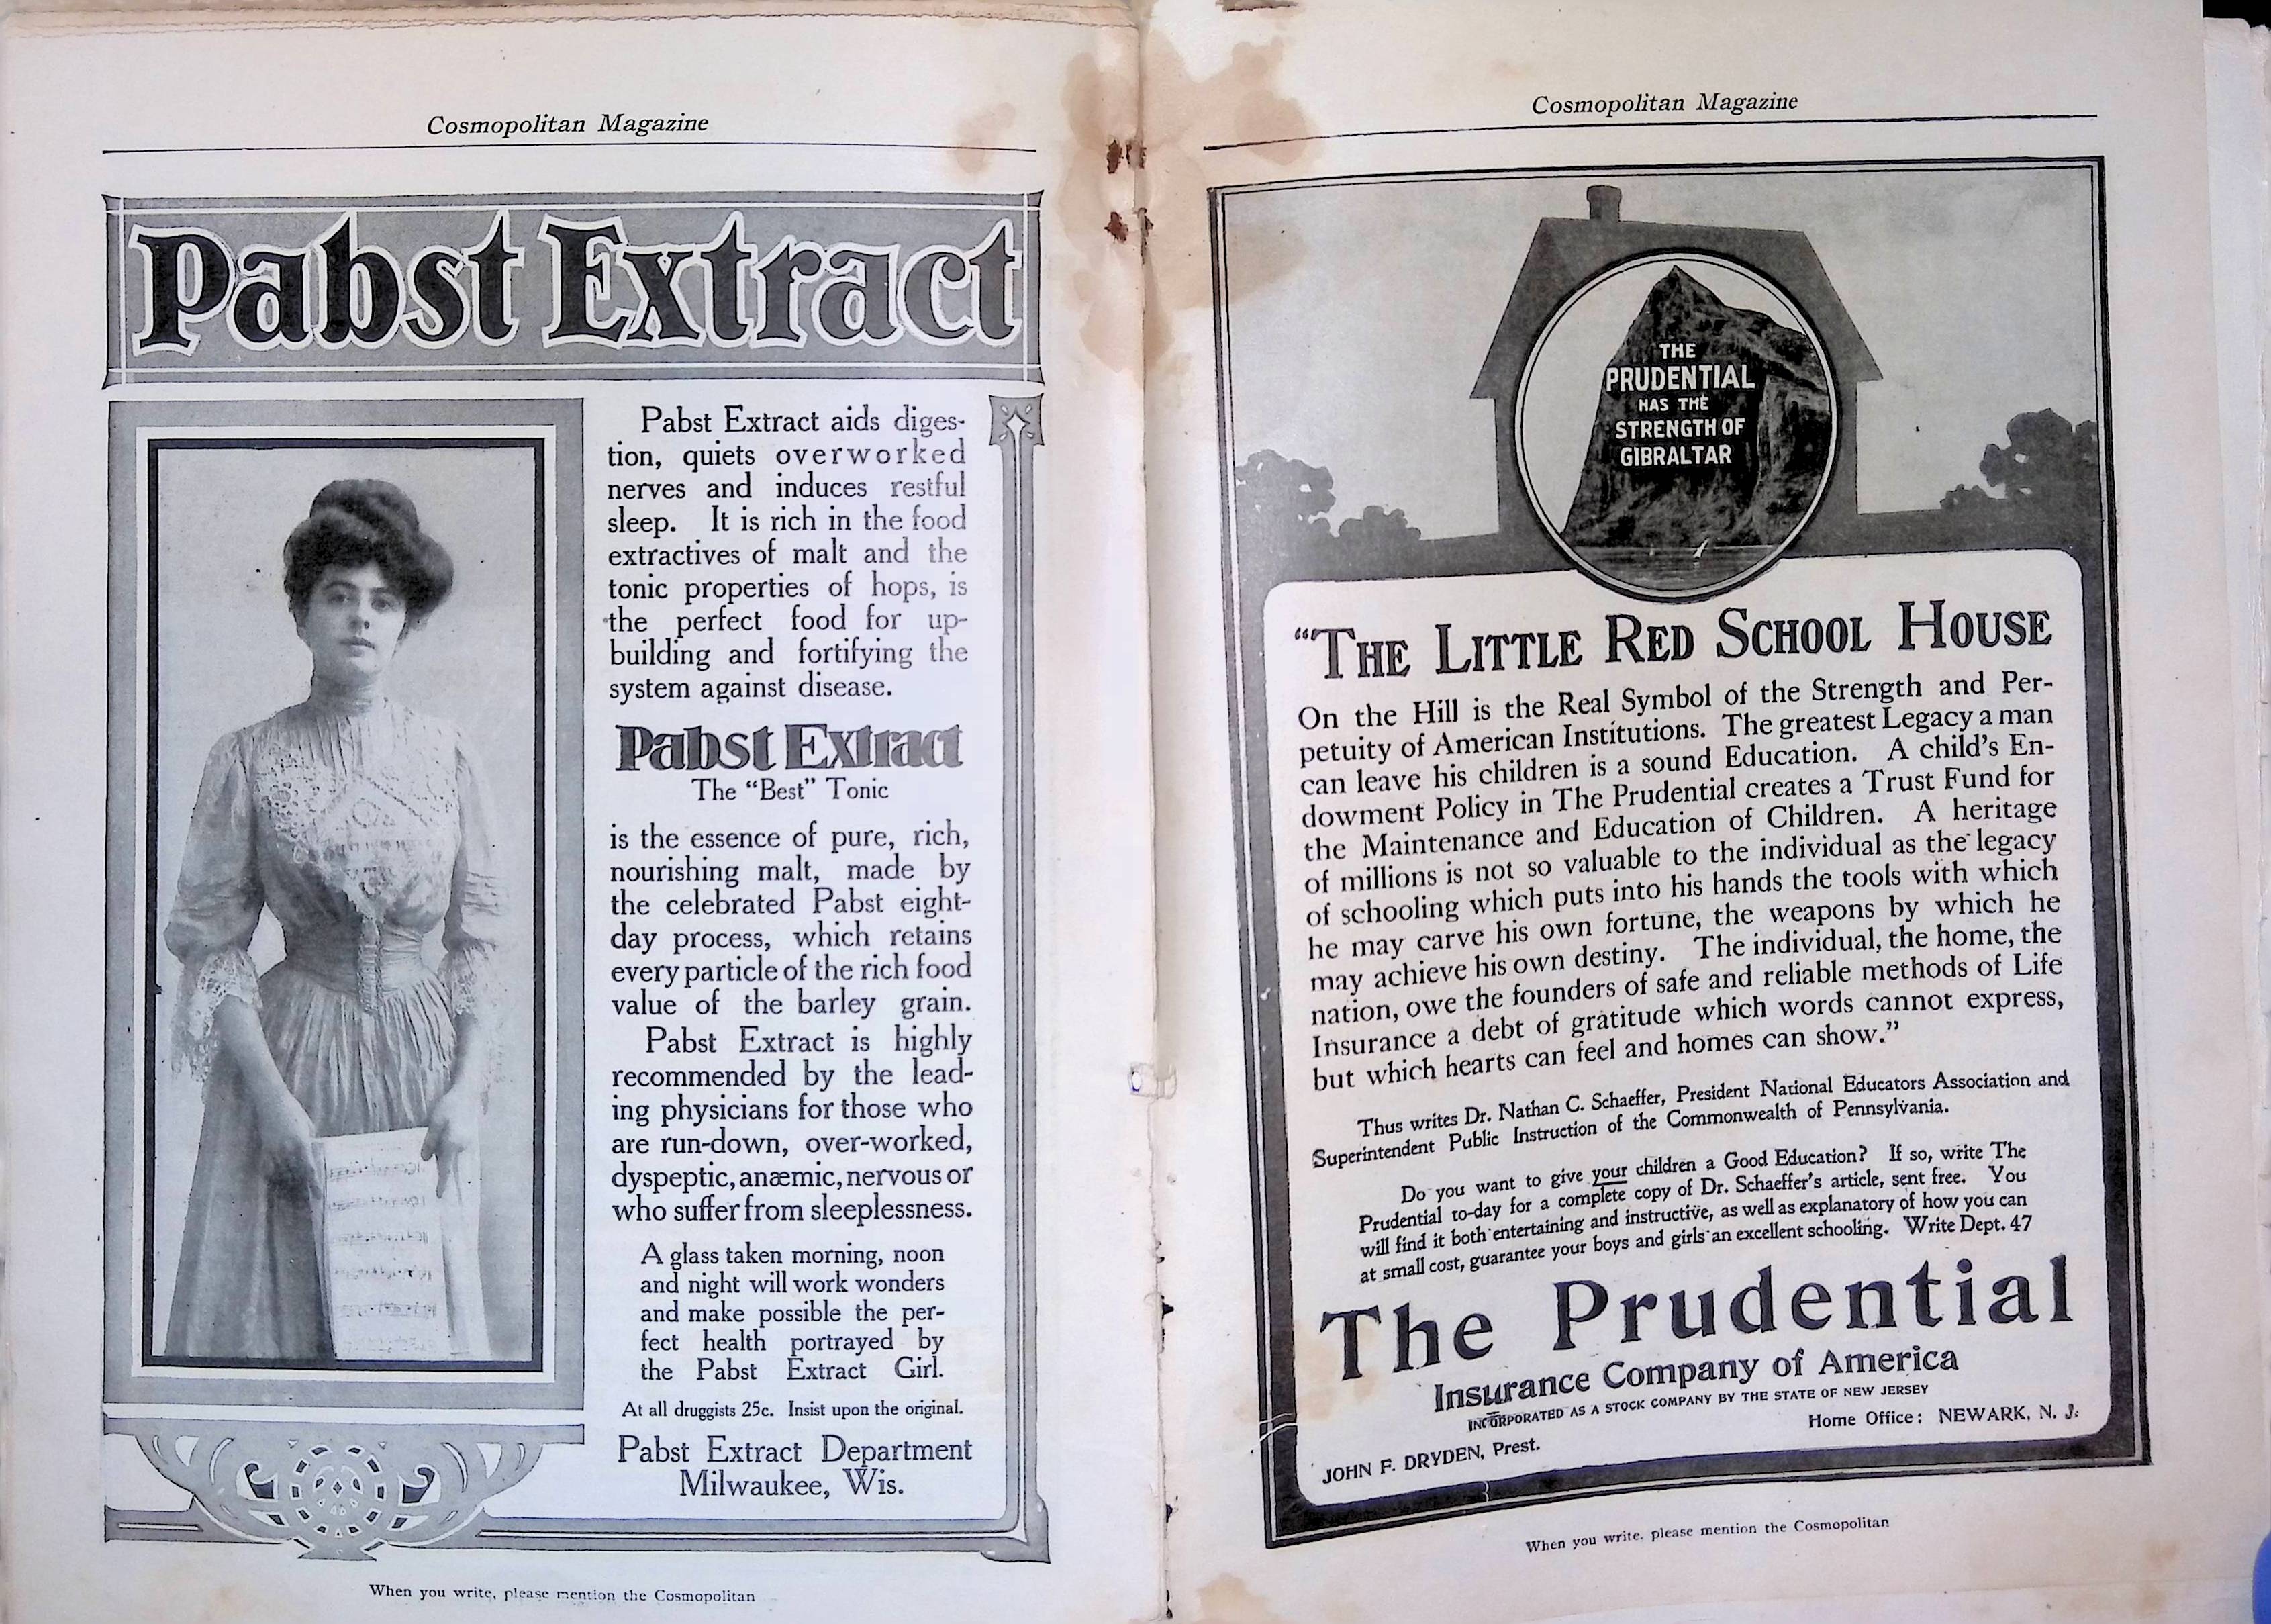 Cosmopolitan Magazine
Pabst Extract
Pabst Extract aids diges-
tion, quiets overworked
nerves and induces restful
sleep. It is rich in the food
extractives of malt and the
tonic properties of hops, is
the perfect food for up-
building and fortifying the
system against disease.
Pabst Extract
The "Best" Tonic
is the essence of pure, rich,
nourishing malt, made by
the celebrated Pabst eight-
day process, which retains
every particle of the rich food
value of the barley grain.
Pabst Extract is highly
recommended by the lead-
ing physicians for those who
are run-down, over-worked,
dyspeptic, anæmic, nervous or
who suffer from sleeplessness.
A glass taken morning, noon
and night will work wonders
and make possible the per-
fect health portrayed by
the Pabst Extract Girl.
At all druggists 25c. Insist upon the original.
Pabst Extract Department
Milwaukee, Wis.
When you write, please mention the Cosmopolitan
Cosmopolitan Magazine
THE
PRUDENTIAL
HAS THE
STRENGTH OF
GIBRALTAR
"THE LITTLE RED SCHOOL HOUSE
On the Hill is the Real Symbol of the Strength and Per-
petuity of American Institutions. The greatest Legacy a man
can leave his children is a sound Education. A child's En-
dowment Policy in The Prudential creates a Trust Fund for
the Maintenance and Education of Children. A heritage
of millions is not so valuable to the individual as the legacy
of schooling which puts into his hands the tools with which
he may carve his own fortune, the weapons by which he
may achieve his own destiny. The individual, the home, the
nation, owe the founders of safe and reliable methods of Life
Insurance a debt of gratitude which words cannot express,
but which hearts can feel and homes can show."
Thus writes Dr. Nathan C. Schaeffer, President National Educators Association and
Superintendent Public Instruction of the Commonwealth of Pennsylvania.
Do you want to give your children a Good Education? If so, write The
Prudential to-day for a complete copy of Dr. Schaeffer's article, sent free. You
will find it both entertaining and instructive, as well as explanatory of how you can
at small cost, guarantee your boys and girls an excellent schooling. Write Dept. 47
The Prudential
Insurance Company of America
INCORPORATED AS A STOCK COMPANY BY THE STATE OF NEW JERSEY
Home Office: NEWARK, N. J.
JOHN F. DRYDEN, Prest.
When you write, please mention the Cosmopolitan